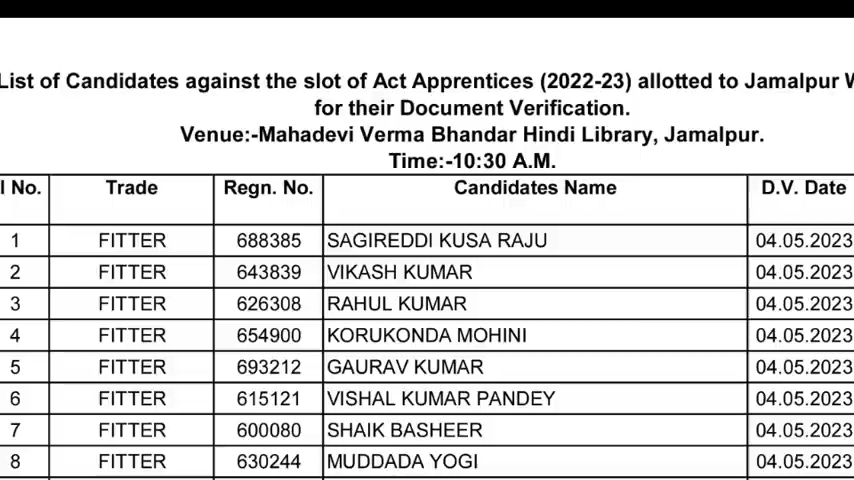 List of Candidates against the slot of Act Apprentices (2022-23) allotted to Jamalpur
for their Document Verification.
Venue:-Mahadevi Verma Bhandar Hindi Library, Jamalpur.
Time:-10:30 A.M.
l No. Trade Regn. No. Candidates Name D.V. Date
1 FITTER 688385 SAGIREDDI KUSA RAJU 04.05.2023
2 FITTER 643839 VIKASH KUMAR 04.05.2023
3 FITTER 626308 RAHUL KUMAR 04.05.2023
4 FITTER 654900 KORUKONDA MOHINI 04.05.2023
5 FITTER 693212 GAURAV KUMAR 04.05.2023
6 FITTER 615121 VISHAL KUMAR PANDEY 04.05.2023
7 FITTER 600080 SHAIK BASHEER 04.05.2023
8 FITTER 630244 MUDDADA YOGI 04.05.2023